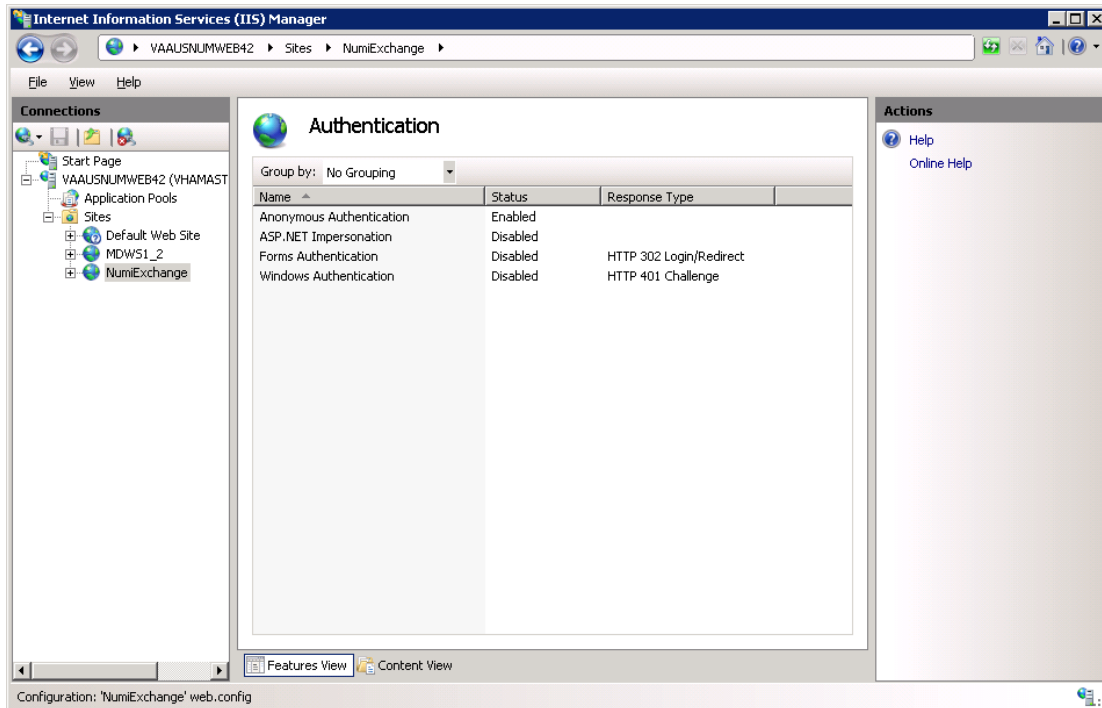 Internet Information Services (IIS) Manager
VAAUSNUMWEB42 Sites NumiExchange
File View Help
Connections
Start Page
VAAUSNUMWEB42 (VHAMAST
Application Pools
Sites
Default Web Site
MDWS1_2
NumiExchange
Authentication
Group by: No Grouping
Name Status Response Type
Anonymous Authentication Enabled
ASP.NET Impersonation Disabled
Forms Authentication Disabled HTTP 302 Login/Redirect
Windows Authentication Disabled HTTP 401 Challenge
Features View Content View
Actions
Help
Online Help
Configuration: 'NumiExchange' web.config